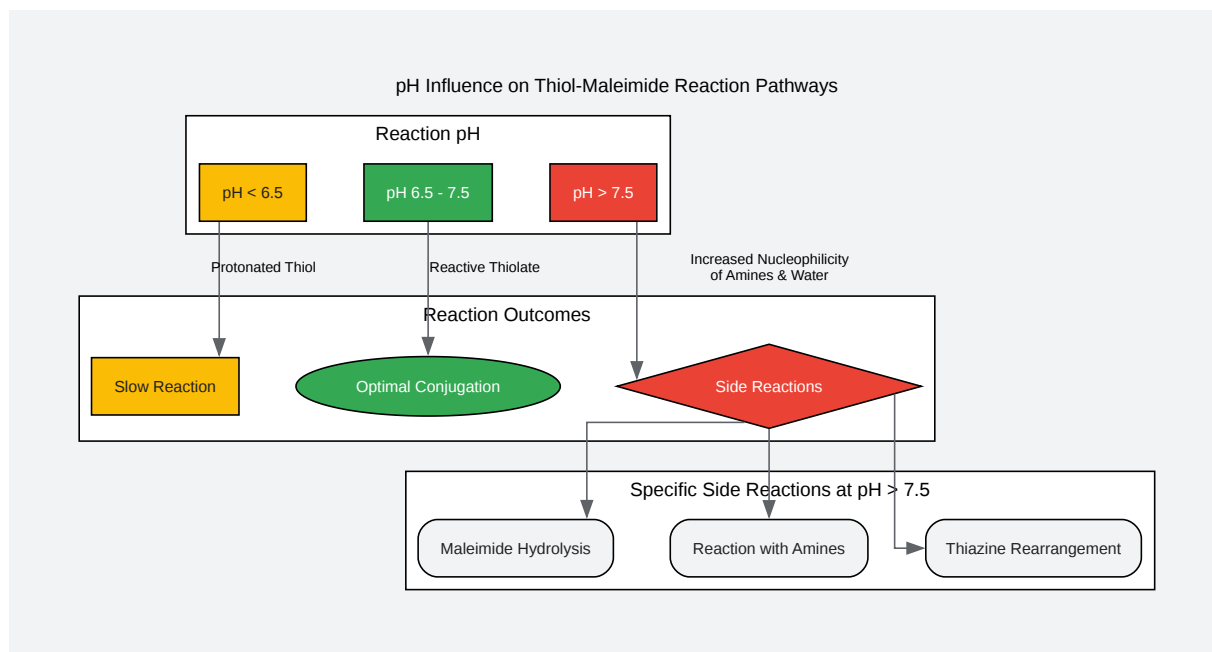 pH Influence on Thiol-Maleimide Reaction Pathways
Reaction pH
pH < 6.5
pH 6.5 - 7.5
pH > 7.5
Protonated Thiol
Reactive Thiolate
Increased Nucleophilicity
of Amines & Water
Reaction Outcomes
Slow Reaction
Optimal Conjugation
Side Reactions
Specific Side Reactions at pH > 7.5
Maleimide Hydrolysis
Reaction with Amines
Thiazine Rearrangement